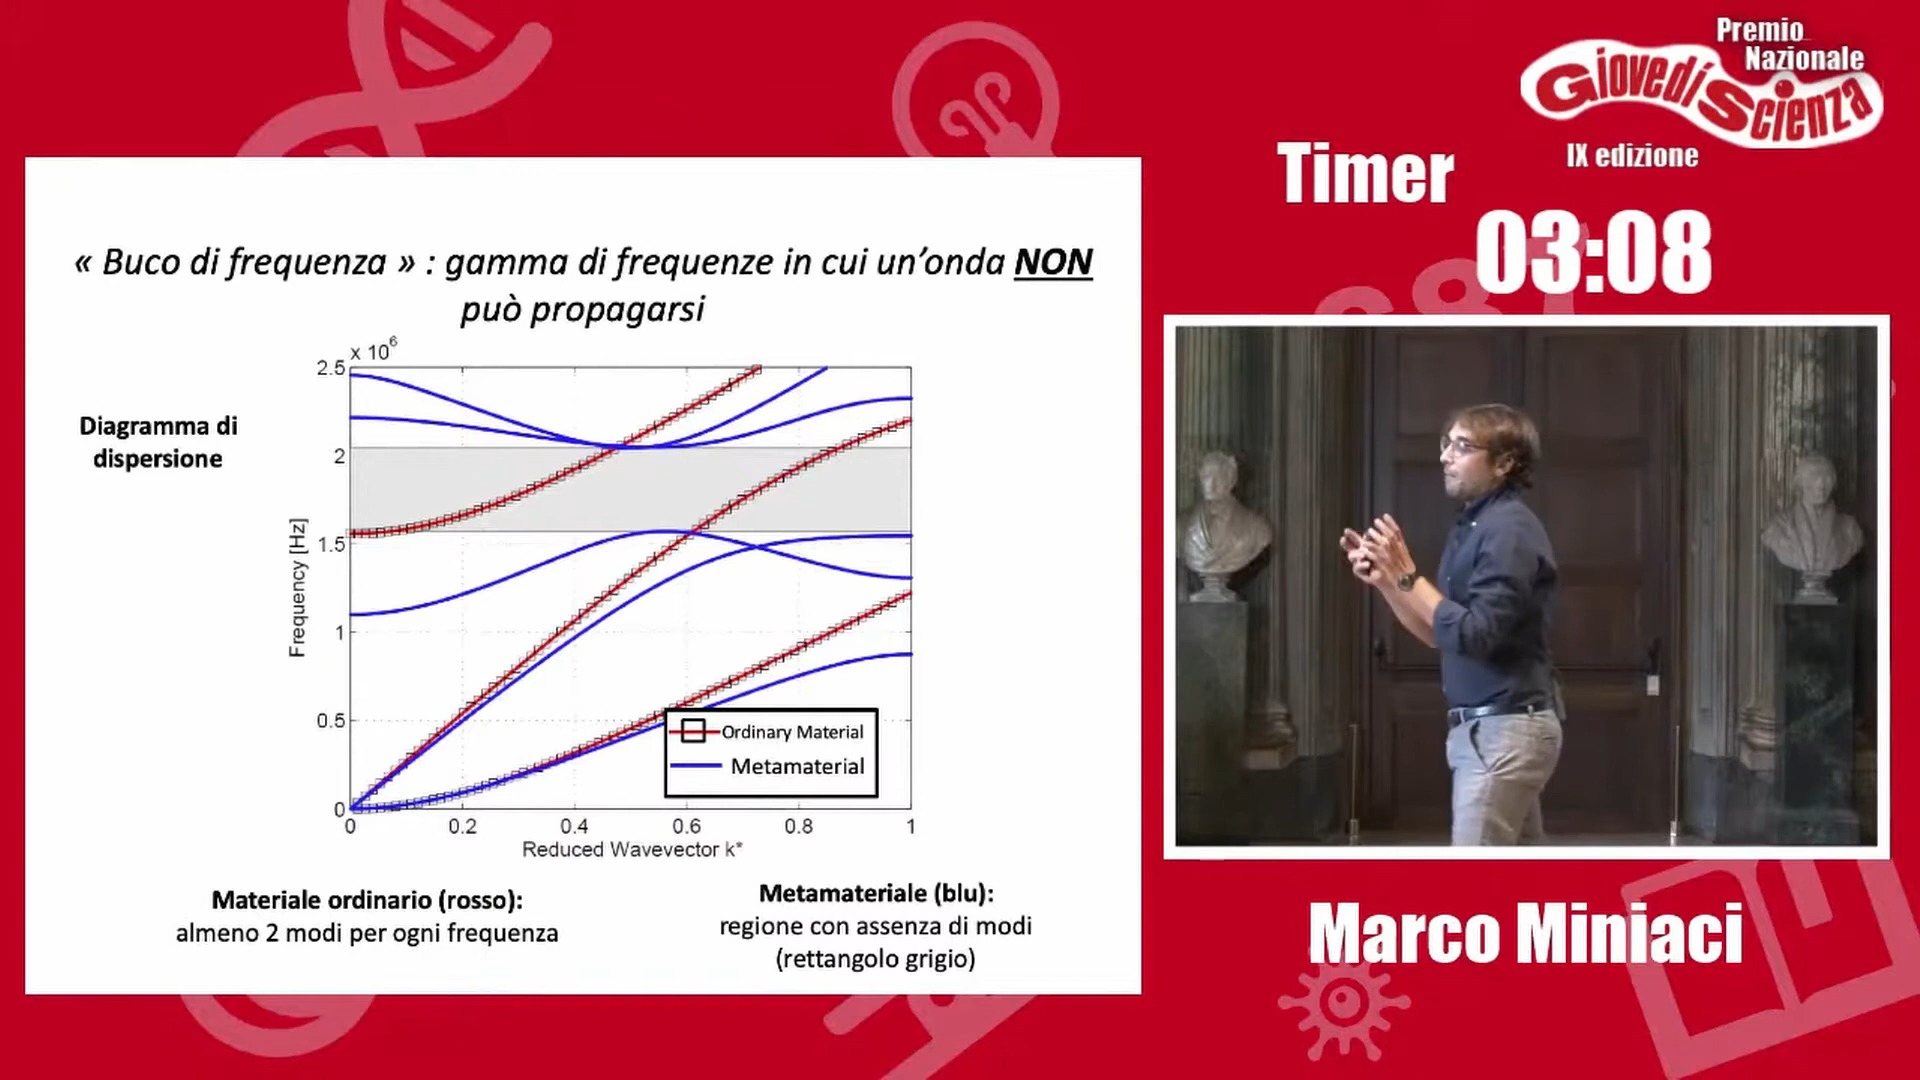 Premio
Nazionale
Giovedì Scienza
IX edizione
Timer
03:08
« Buco di frequenza » : gamma di frequenze in cui un’onda NON
può propagarsi
Diagramma di
dispersione
x 10⁶
2.5
2
1.5
1
0.5
0
Frequency [Hz]
0 0.2 0.4 0.6 0.8 1
Reduced Wavevector k*
Ordinary Material
Metamaterial
Materiale ordinario (rosso):
almeno 2 modi per ogni frequenza
Metamateriale (blu):
regione con assenza di modi
(rettangolo grigio)
Marco Miniaci